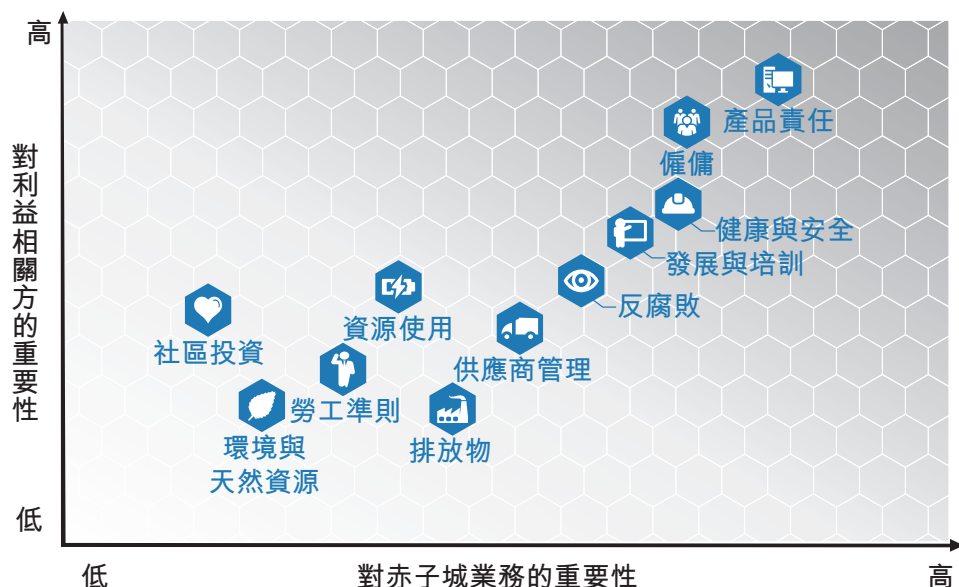 高
對利益相關方的重要性
低
產品責任
僱傭
健康與安全
發展與培訓
反腐敗
資源使用
社區投資
供應商管理
勞工準則
排放物
環境與
天然資源
低
對赤子城業務的重要性
高